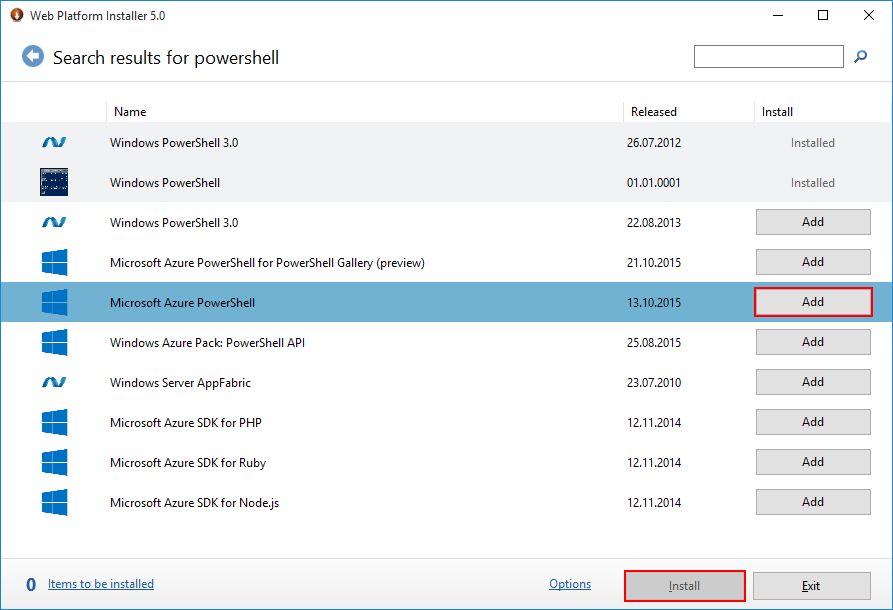 Web Platform Installer 5.0
Search results for powershell
Name Released Install
Windows PowerShell 3.0 26.07.2012 Installed
Windows PowerShell 01.01.0001 Installed
Windows PowerShell 3.0 22.08.2013 Add
Microsoft Azure PowerShell for PowerShell Gallery (preview) 21.10.2015 Add
Microsoft Azure PowerShell 13.10.2015 Add
Windows Azure Pack: PowerShell API 25.08.2015 Add
Windows Server AppFabric 23.07.2010 Add
Microsoft Azure SDK for PHP 12.11.2014 Add
Microsoft Azure SDK for Ruby 12.11.2014 Add
Microsoft Azure SDK for Node.js 12.11.2014 Add
0 Items to be installed Options Install Exit